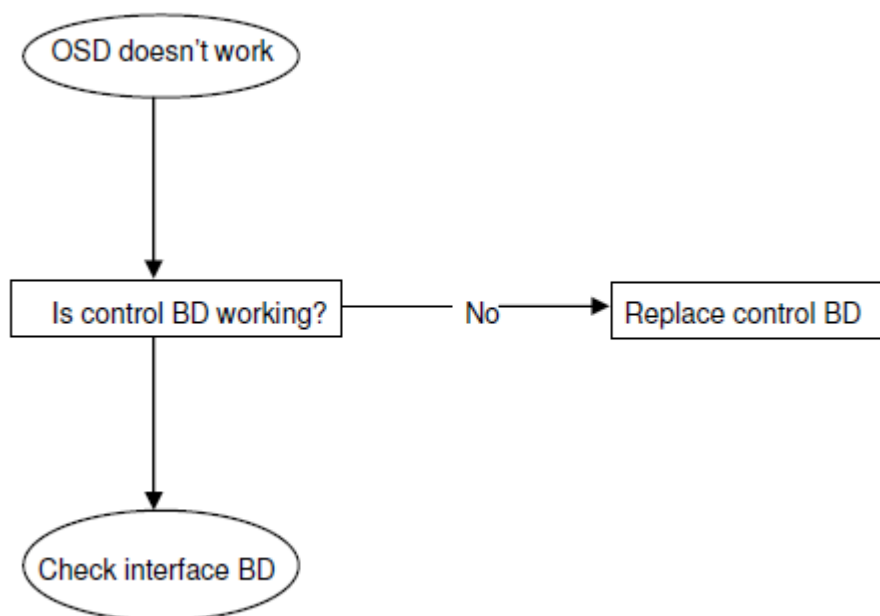 OSD doesn't work
Is control BD working?
No
Replace control BD
Check interface BD